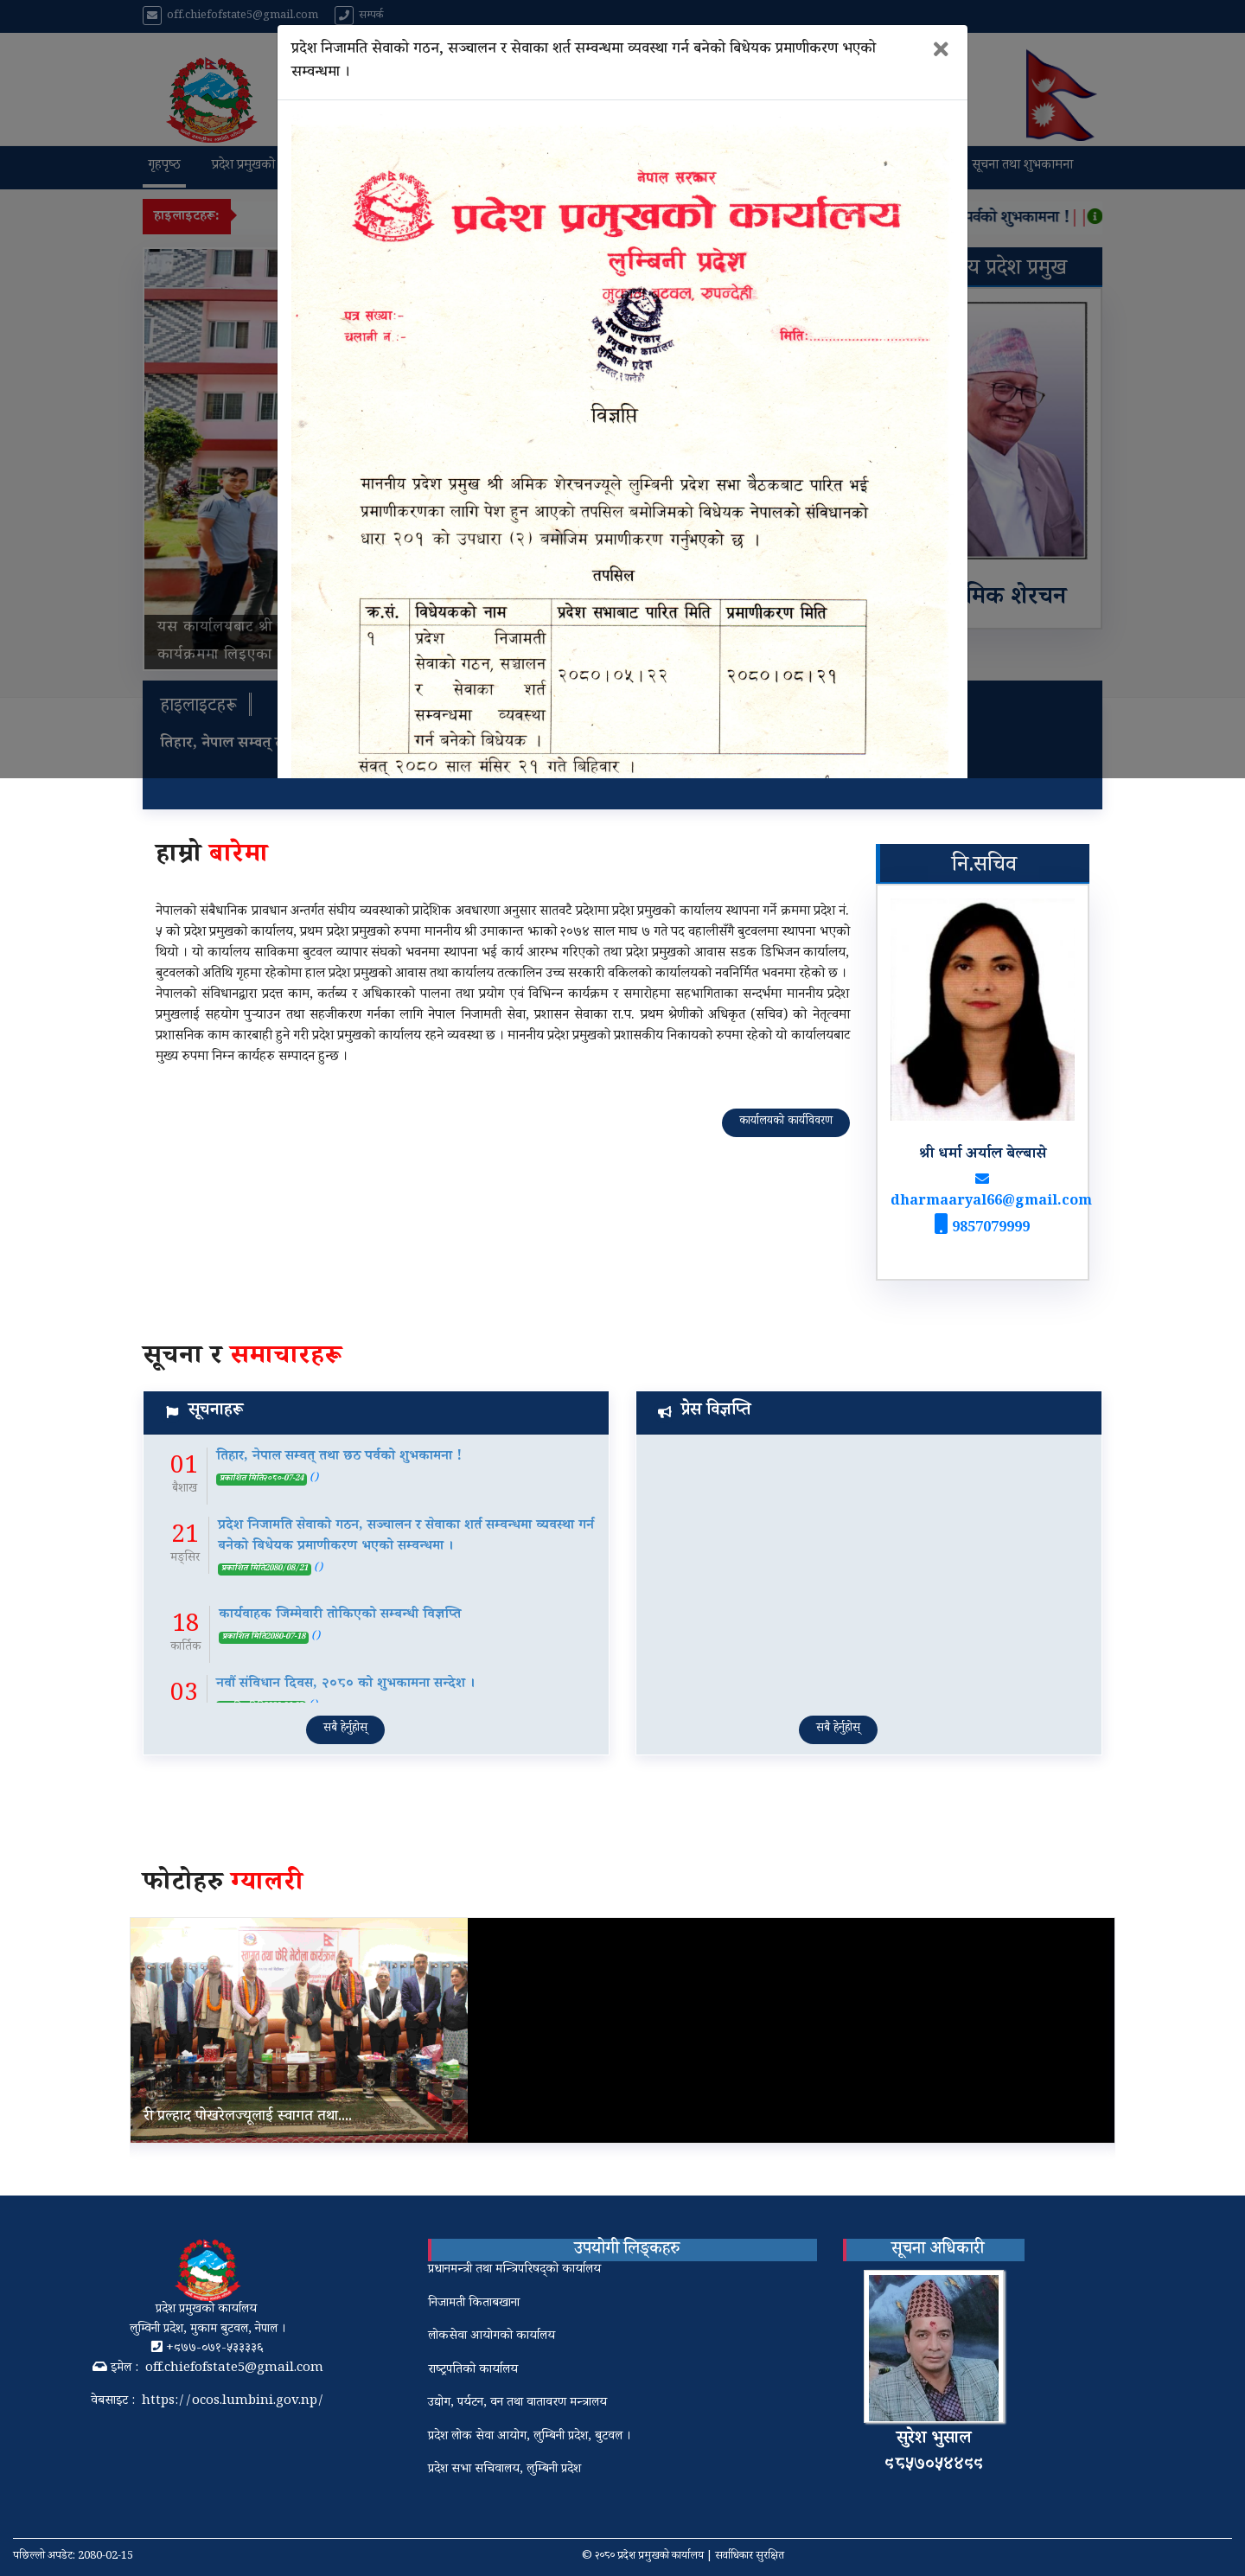 off.chiefofstate5@gmail.com सम्पर्क
प्रदेश निजामति सेवाको गठन, सञ्चालन र सेवाका शर्त सम्वन्धमा व्यवस्था गर्न बनेको बिधेयक प्रमाणीकरण भएको
सम्वन्धमा ।
×
गृहपृष्ठ प्रदेश प्रमुखको
सूचना तथा शुभकामना
हाइलाइटहरू:
पर्वको शुभकामना !||
य प्रदेश प्रमुख
नेपाल सरकार
प्रदेश प्रमुखको कार्यालय
लुम्बिनी प्रदेश
मुकाम बुटवल, रुपन्देही
पत्र संख्याः-
चलानी नं.:-
मितिः
विज्ञप्ति
माननीय प्रदेश प्रमुख श्री अमिक शेरचनज्यूले लुम्बिनी प्रदेश सभा बैठकबाट पारित भई
प्रमाणीकरणका लागि पेश हुन आएको तपसिल बमोजिमको विधेयक नेपालको संविधानको
धारा २०१ को उपधारा (२) बमोजिम प्रमाणीकरण गर्नुभएको छ ।
तपसिल
क्र.सं. विधेयकको नाम प्रदेश सभाबाट पारित मिति प्रमाणीकरण मिति
१ प्रदेश निजामती
सेवाको गठन, सञ्चालन
र सेवाका शर्त
सम्वन्धमा व्यवस्था
गर्न बनेको बिधेयक ।
२०८०।०५।२२ २०८०।०८।२१
संवत् २०८० साल मंसिर २१ गते बिहिवार ।
मिक शेरचन
यस कार्यालयबाट श्री
कार्यक्रममा लिइएका
हाइलाइटहरू
तिहार, नेपाल सम्वत्
हाम्रो बारेमा
नेपालको संबैधानिक प्रावधान अन्तर्गत संघीय व्यवस्थाको प्रादेशिक अवधारणा अनुसार सातवटै प्रदेशमा प्रदेश प्रमुखको कार्यालय स्थापना गर्ने क्रममा प्रदेश नं.
५ को प्रदेश प्रमुखको कार्यालय, प्रथम प्रदेश प्रमुखको रुपमा माननीय श्री उमाकान्त झाको २०७४ साल माघ ७ गते पद वहालीसँगै बुटवलमा स्थापना भएको
थियो । यो कार्यालय साविकमा बुटवल व्यापार संघको भवनमा स्थापना भई कार्य आरम्भ गरिएको तथा प्रदेश प्रमुखको आवास सडक डिभिजन कार्यालय,
बुटवलको अतिथि गृहमा रहेकोमा हाल प्रदेश प्रमुखको आवास तथा कार्यालय तत्कालिन उच्च सरकारी वकिलको कार्यालयको नवनिर्मित भवनमा रहेको छ ।
नेपालको संविधानद्वारा प्रदत्त काम, कर्तब्य र अधिकारको पालना तथा प्रयोग एवं विभिन्न कार्यक्रम र समारोहमा सहभागिताका सन्दर्भमा माननीय प्रदेश
प्रमुखलाई सहयोग पुऱ्याउन तथा सहजीकरण गर्नका लागि नेपाल निजामती सेवा, प्रशासन सेवाका रा.प. प्रथम श्रेणीको अधिकृत (सचिव) को नेतृत्वमा
प्रशासनिक काम कारबाही हुने गरी प्रदेश प्रमुखको कार्यालय रहने व्यवस्था छ । माननीय प्रदेश प्रमुखको प्रशासकीय निकायको रुपमा रहेको यो कार्यालयबाट
मुख्य रुपमा निम्न कार्यहरु सम्पादन हुन्छ ।
कार्यालयको कार्यविवरण
नि.सचिव
श्री धर्मा अर्याल बेल्बासे
dharmaaryal66@gmail.com
9857079999
सूचना र समाचारहरू
सूचनाहरू
01 तिहार, नेपाल सम्वत् तथा छठ पर्वको शुभकामना !
बैशाख
प्रकाशित मिति२०८०-07-24 ()
21 प्रदेश निजामति सेवाको गठन, सञ्चालन र सेवाका शर्त सम्वन्धमा व्यवस्था गर्न
मङ्सिर बनेको बिधेयक प्रमाणीकरण भएको सम्वन्धमा ।
प्रकाशित मिति2080/08/21 ()
18 कार्यवाहक जिम्मेवारी तोकिएको सम्बन्धी विज्ञप्ति
कार्तिक प्रकाशित मिति2080-07-18 ()
03 नवौं संविधान दिवस, २०८० को शुभकामना सन्देश ।
सबै हेर्नुहोस्
प्रेस विज्ञप्ति
सबै हेर्नुहोस्
फोटोहरु ग्यालरी
री प्रल्हाद पोखरेलज्यूलाई स्वागत तथा....
प्रदेश प्रमुखको कार्यालय
लुम्विनी प्रदेश, मुकाम बुटवल, नेपाल ।
+९७७-०७१-५३३३३६
इमेल : off.chiefofstate5@gmail.com
वेबसाइट : https://ocos.lumbini.gov.np/
उपयोगी लिङ्कहरु
प्रधानमन्त्री तथा मन्त्रिपरिषद्को कार्यालय
निजामती किताबखाना
लोकसेवा आयोगको कार्यालय
राष्ट्रपतिको कार्यालय
उद्योग, पर्यटन, वन तथा वातावरण मन्त्रालय
प्रदेश लोक सेवा आयोग, लुम्बिनी प्रदेश, बुटवल ।
प्रदेश सभा सचिवालय, लुम्बिनी प्रदेश
सूचना अधिकारी
सुरेश भुसाल
९८५७०५४४९९
पछिल्लो अपडेट: 2080-02-15
© २०८० प्रदेश प्रमुखको कार्यालय | सर्वाधिकार सुरक्षित